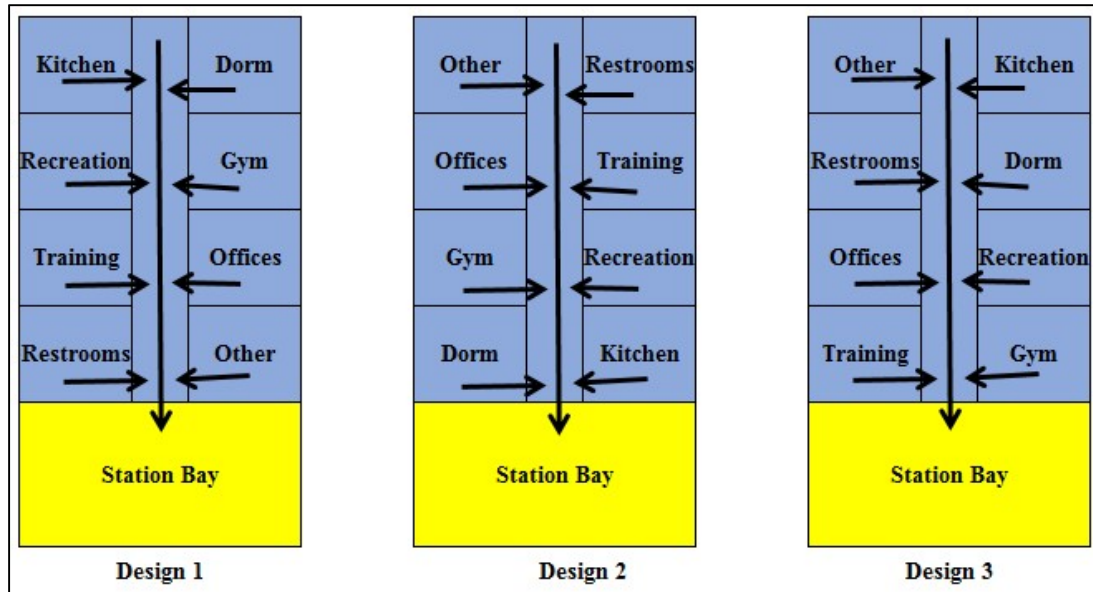 Kitchen
Dorm
Recreation
Gym
Training
Offices
Restrooms
Other
Station Bay
Design 1
Other
Restrooms
Offices
Training
Gym
Recreation
Dorm
Kitchen
Station Bay
Design 2
Other
Kitchen
Restrooms
Dorm
Offices
Recreation
Training
Gym
Station Bay
Design 3